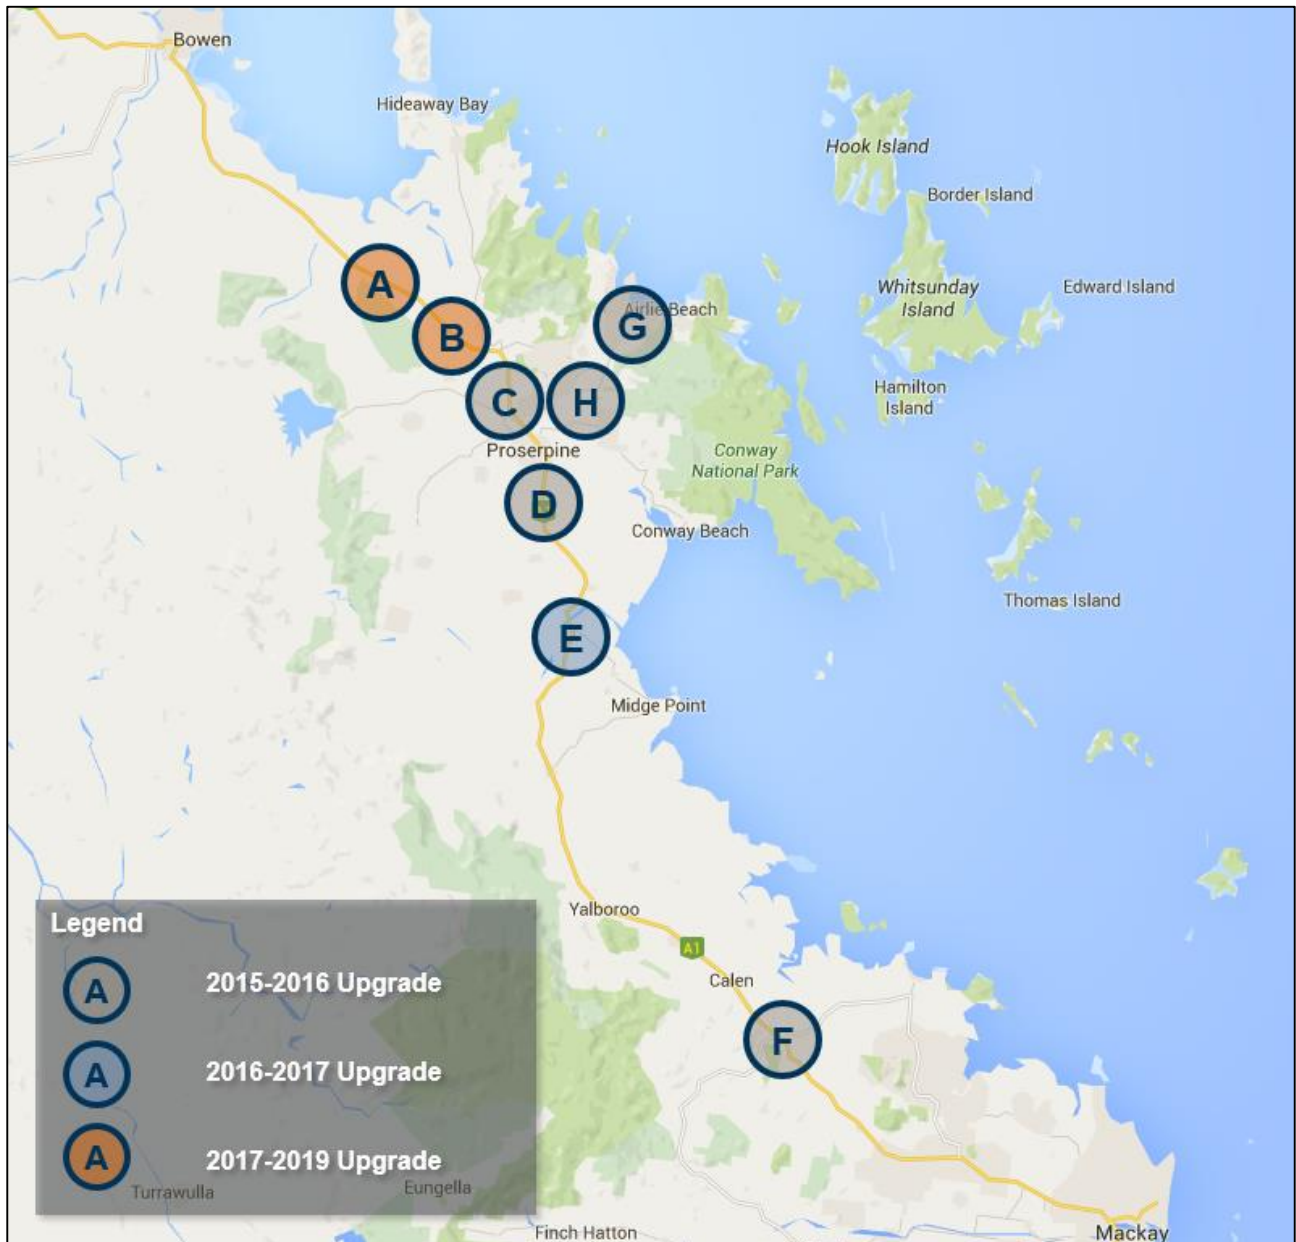 Bowen
Hideaway Bay
Hook Island
Border Island
A
Whitsunday
Island
Edward Island
Airlie Beach
G
B
Hamilton
Island
C
H
Proserpine
Conway
National Park
D
Conway Beach
Thomas Island
E
Midge Point
Yalboroo
A1
Calen
F
Legend
A 2015-2016 Upgrade
A 2016-2017 Upgrade
A 2017-2019 Upgrade
Turrawulla
Eungella
Finch Hatton
Mackay